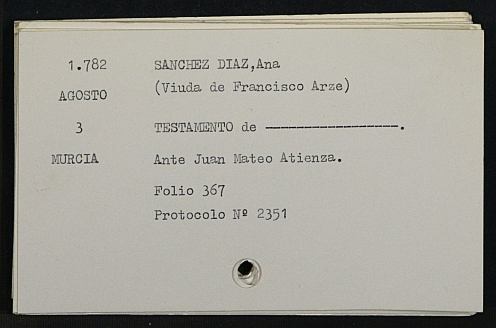 1.782 SANCHEZ DIAZ,Ana
(Viuda de Francisco Arze)
AGOSTO
3 TESTAMENTO de -----------------.
MURCIA Ante Juan Mateo Atienza.
Folio 367
Protocolo Nº 2351